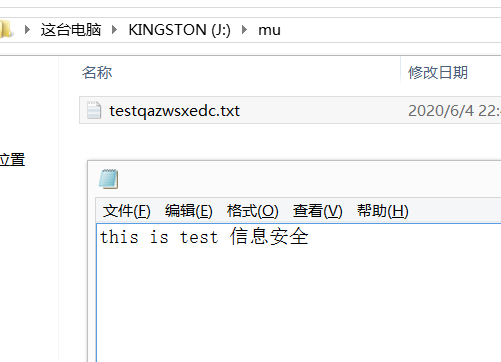 这台电脑 KINGSTON (J:) mu
名称 修改日期
testqazwsxedc.txt 2020/6/4 22:
位置
文件(F) 编辑(E) 格式(O) 查看(V) 帮助(H)
this is test 信息安全